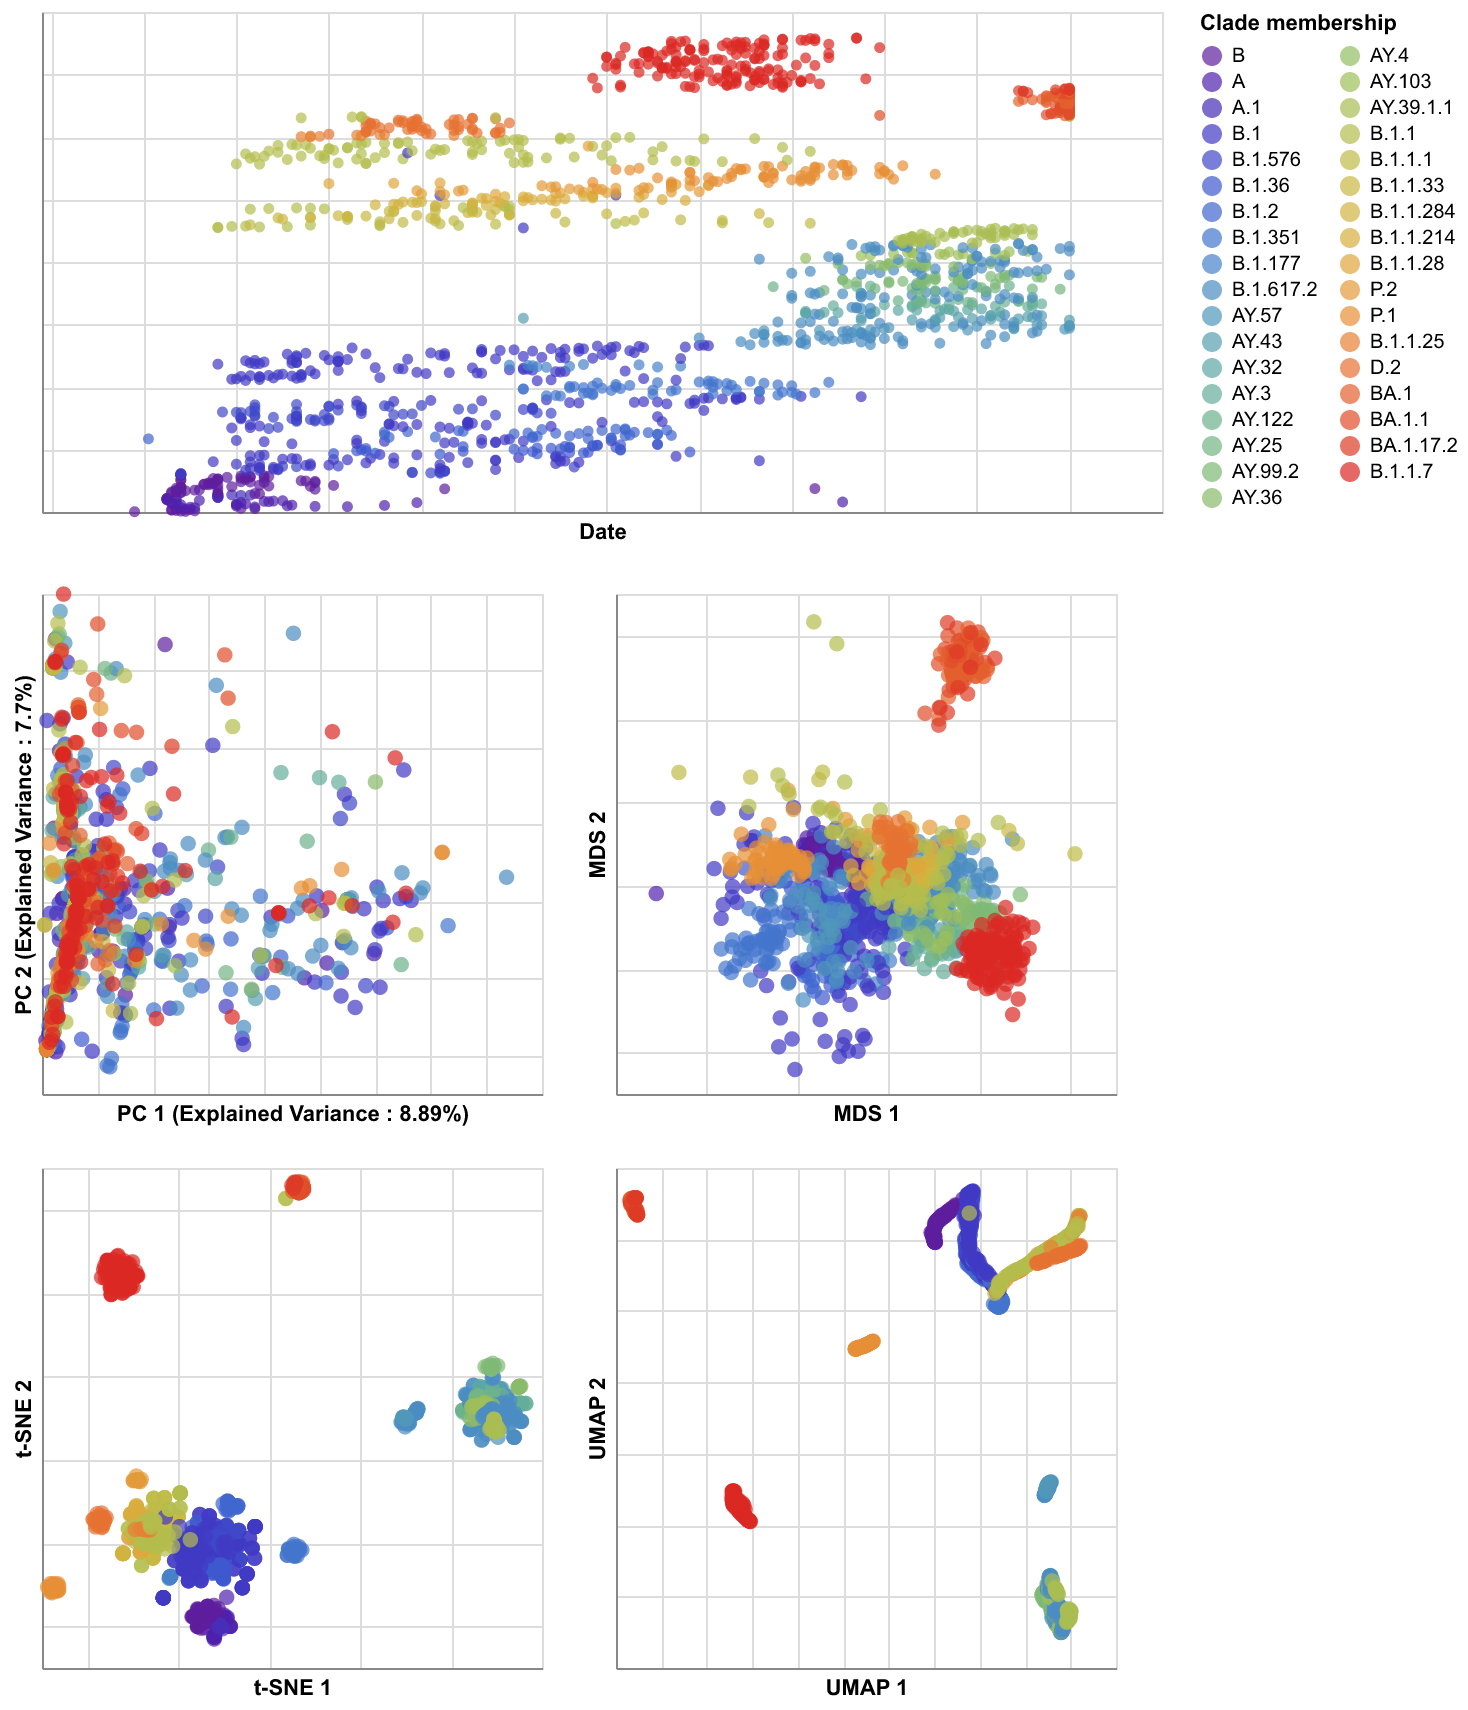 Clade membership
B
A
A.1
B.1
B.1.576
B.1.36
B.1.2
B.1.351
B.1.177
B.1.617.2
AY.57
AY.43
AY.32
AY.3
AY.122
AY.25
AY.99.2
AY.36
AY.4
AY.103
AY.39.1.1
B.1.1
B.1.1.1
B.1.1.33
B.1.1.284
B.1.1.214
B.1.1.28
P.2
P.1
B.1.1.25
D.2
BA.1
BA.1.1
BA.1.17.2
B.1.1.7
Date
PC 2 (Explained Variance : 7.7%)
PC 1 (Explained Variance : 8.89%)
MDS 2
MDS 1
t-SNE 2
t-SNE 1
UMAP 2
UMAP 1